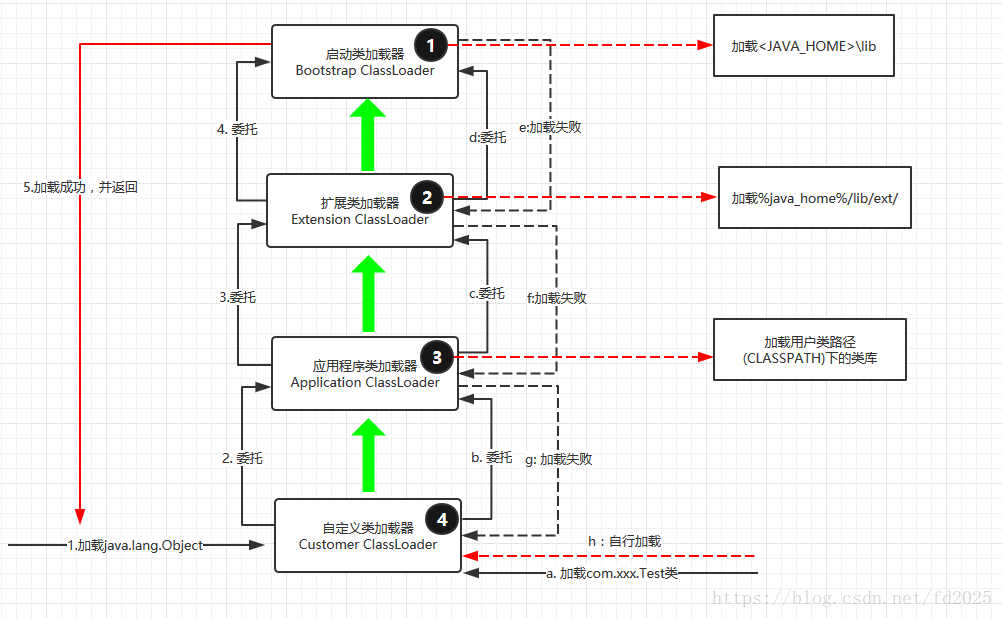 启动类加载器
Bootstrap ClassLoader
1
加载<JAVA_HOME>\lib
4. 委托
d:委托
e:加载失败
5.加载成功，并返回
扩展类加载器
Extension ClassLoader
2
加载%java_home%/lib/ext/
3.委托
c.委托
f:加载失败
应用程序类加载器
Application ClassLoader
3
加载用户类路径
(CLASSPATH)下的类库
2. 委托
b. 委托
g: 加载失败
自定义类加载器
Customer ClassLoader
4
1.加载java.lang.Object
h：自行加载
a. 加载com.xxx.Test类
https://blog.csdn.net/fd2025